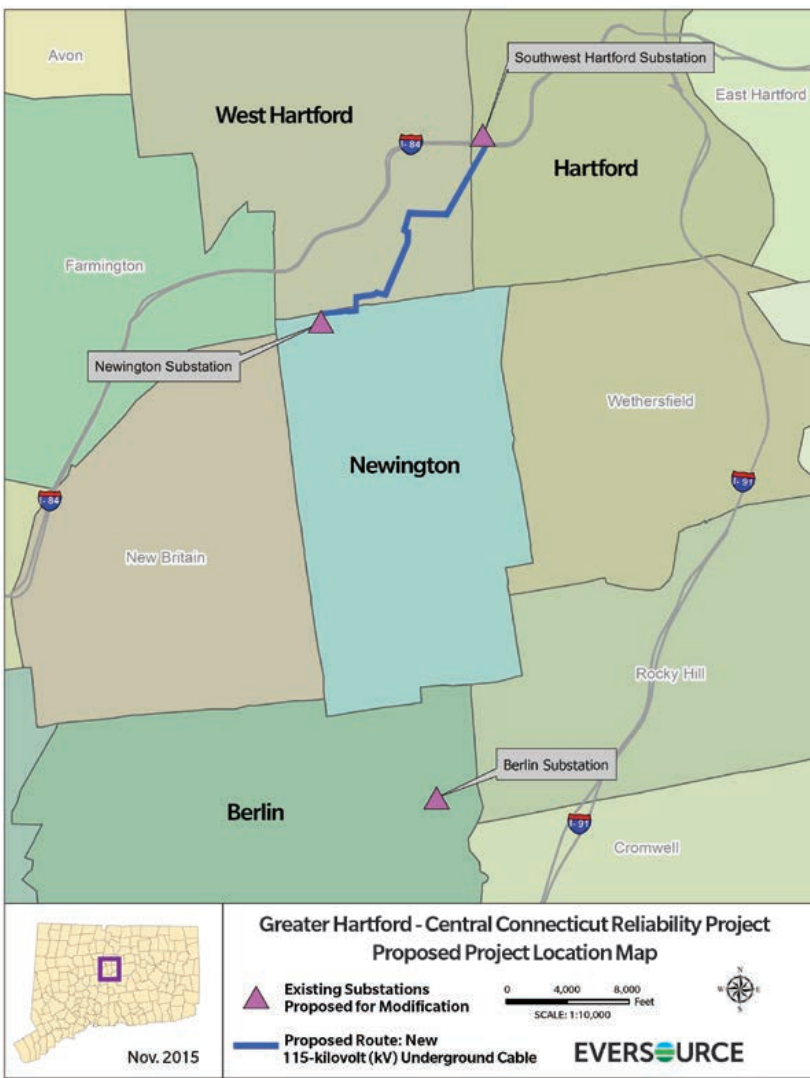 Avon
Southwest Hartford Substation
East Hartford
West Hartford
I-84
Hartford
Farmington
Newington Substation
Wethersfield
Newington
I-84
I-91
New Britain
Rocky Hill
Berlin Substation
Berlin
I-91
Cromwell
Greater Hartford - Central Connecticut Reliability Project
Proposed Project Location Map
Existing Substations
Proposed for Modification
0 4,000 8,000
Feet
SCALE: 1:10,000
N
W E
S
Proposed Route: New
115-kilovolt (kV) Underground Cable
Nov. 2015
EVERSOURCE